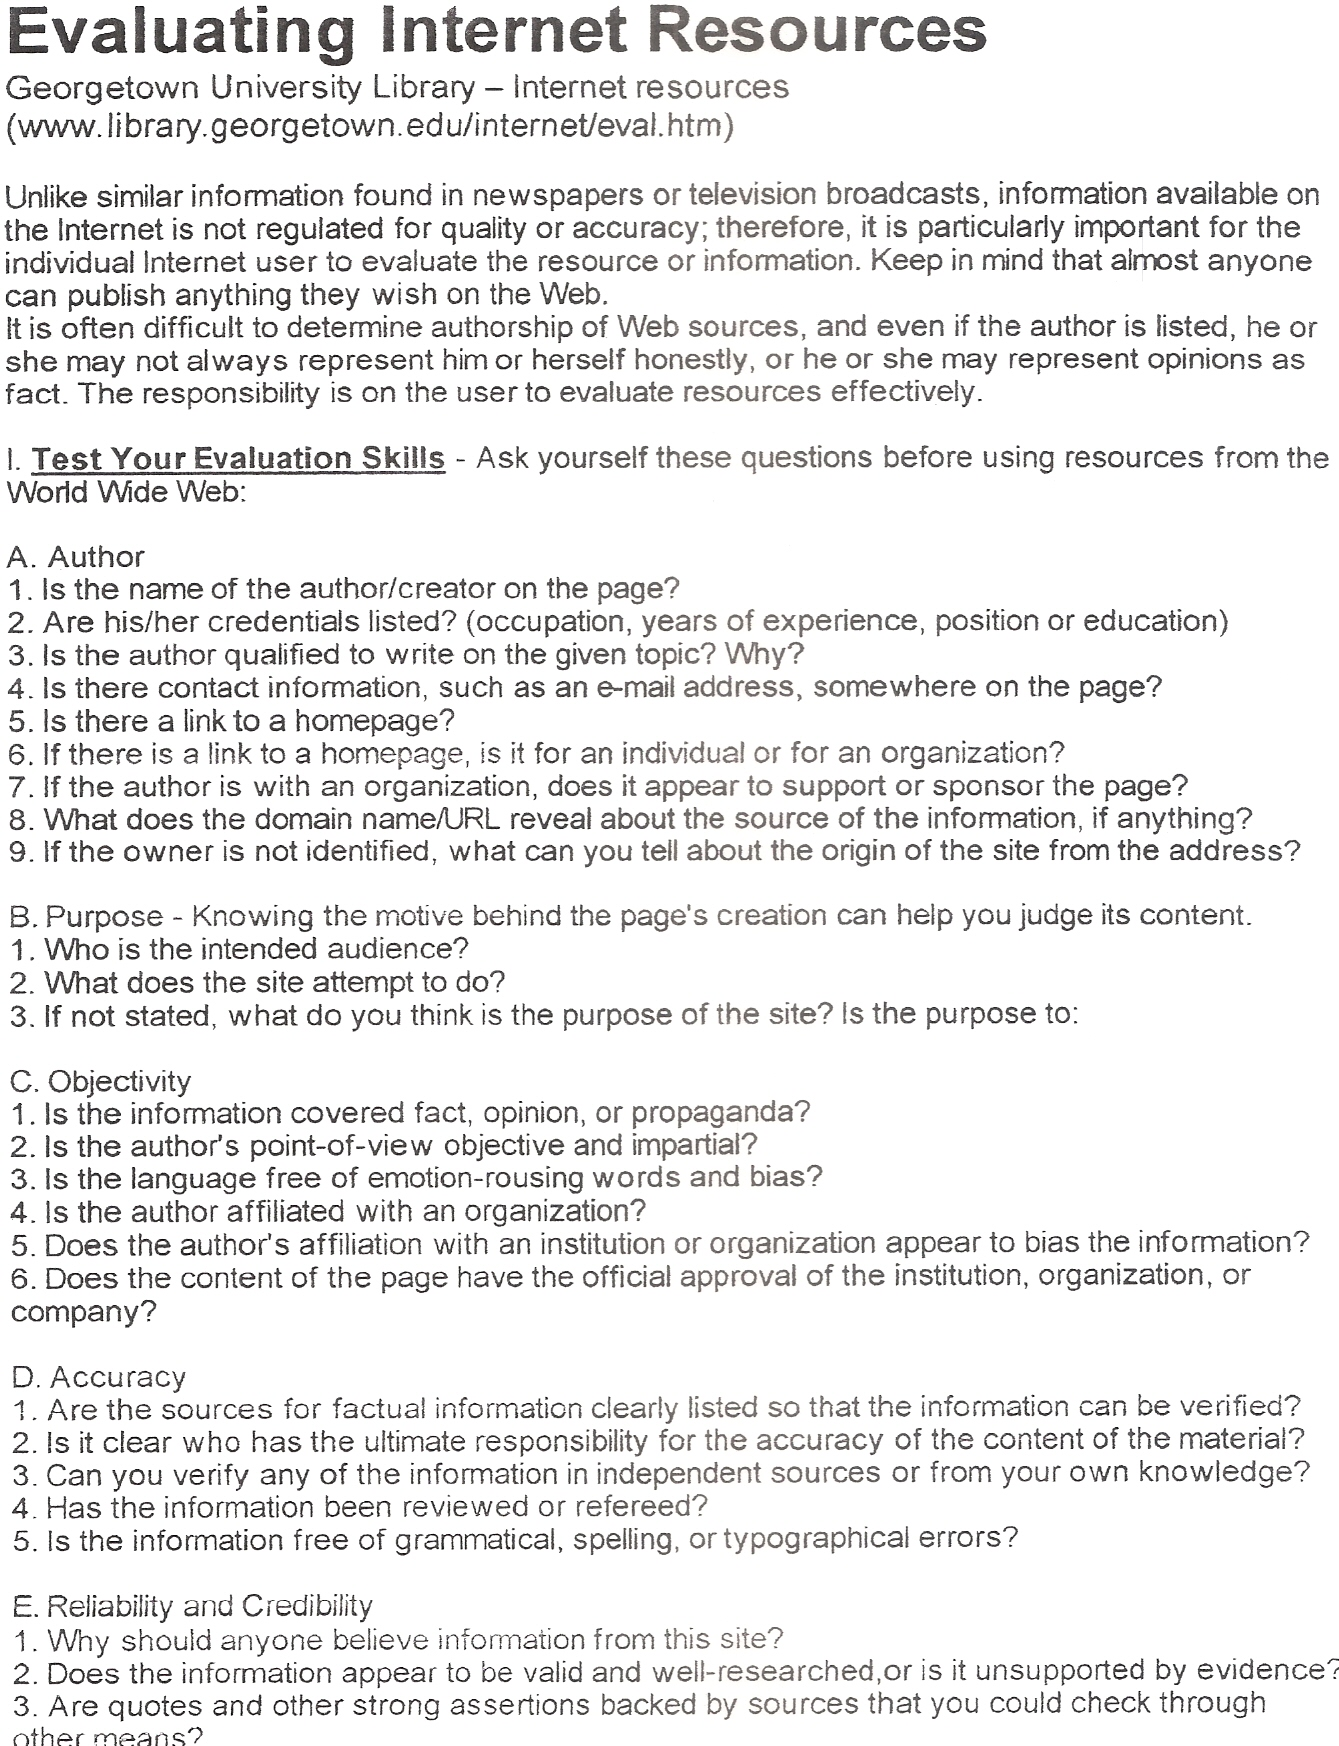 Evaluating Internet Resources
Georgetown University Library – Internet resources
(www.library.georgetown.edu/internet/eval.htm)
Unlike similar information found in newspapers or television broadcasts, information available on
the Internet is not regulated for quality or accuracy; therefore, it is particularly important for the
individual Internet user to evaluate the resource or information. Keep in mind that almost anyone
can publish anything they wish on the Web.
It is often difficult to determine authorship of Web sources, and even if the author is listed, he or
she may not always represent him or herself honestly, or he or she may represent opinions as
fact. The responsibility is on the user to evaluate resources effectively.
I. Test Your Evaluation Skills - Ask yourself these questions before using resources from the
World Wide Web:
A. Author
1. Is the name of the author/creator on the page?
2. Are his/her credentials listed? (occupation, years of experience, position or education)
3. Is the author qualified to write on the given topic? Why?
4. Is there contact information, such as an e-mail address, somewhere on the page?
5. Is there a link to a homepage?
6. If there is a link to a homepage, is it for an individual or for an organization?
7. If the author is with an organization, does it appear to support or sponsor the page?
8. What does the domain name/URL reveal about the source of the information, if anything?
9. If the owner is not identified, what can you tell about the origin of the site from the address?
B. Purpose - Knowing the motive behind the page's creation can help you judge its content.
1. Who is the intended audience?
2. What does the site attempt to do?
3. If not stated, what do you think is the purpose of the site? Is the purpose to:
C. Objectivity
1. Is the information covered fact, opinion, or propaganda?
2. Is the author's point-of-view objective and impartial?
3. Is the language free of emotion-rousing words and bias?
4. Is the author affiliated with an organization?
5. Does the author's affiliation with an institution or organization appear to bias the information?
6. Does the content of the page have the official approval of the institution, organization, or
company?
D. Accuracy
1. Are the sources for factual information clearly listed so that the information can be verified?
2. Is it clear who has the ultimate responsibility for the accuracy of the content of the material?
3. Can you verify any of the information in independent sources or from your own knowledge?
4. Has the information been reviewed or refereed?
5. Is the information free of grammatical, spelling, or typographical errors?
E. Reliability and Credibility
1. Why should anyone believe information from this site?
2. Does the information appear to be valid and well-researched,or is it unsupported by evidence?
3. Are quotes and other strong assertions backed by sources that you could check through
other means?